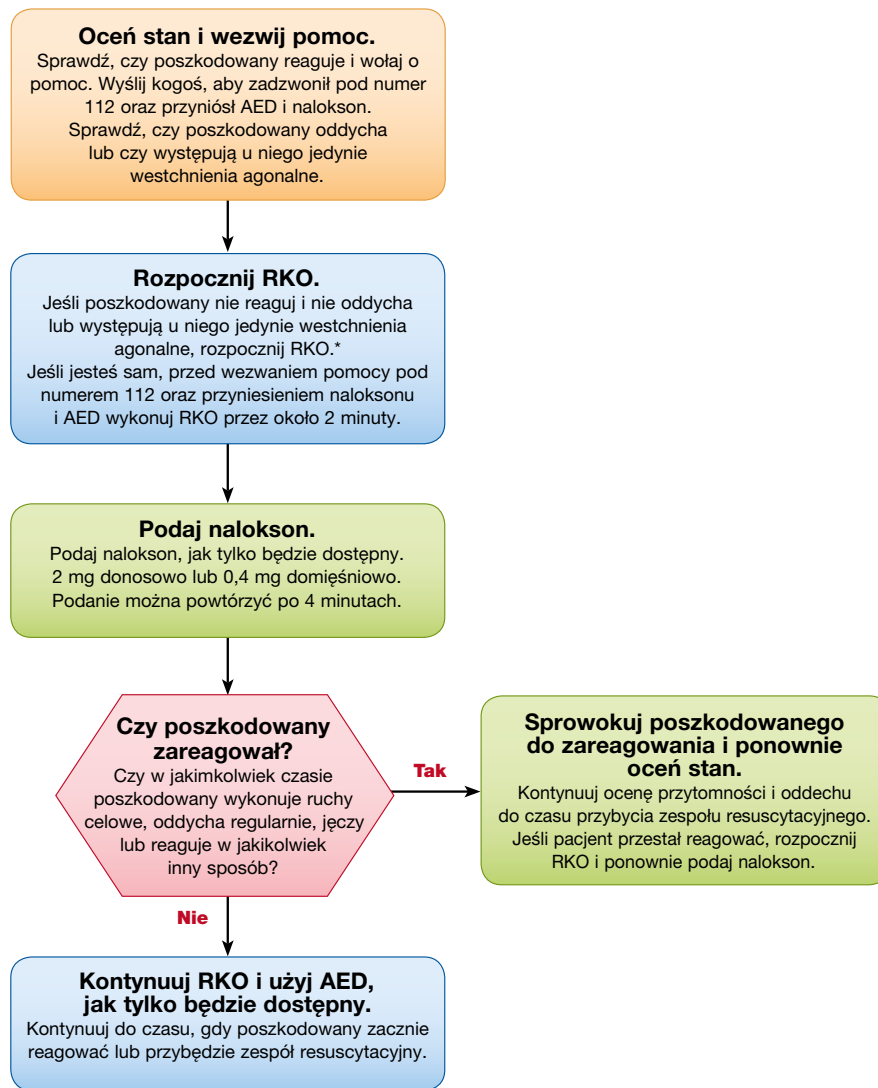 Oceń stan i wezwij pomoc.
Sprawdź, czy poszkodowany reaguje i wołaj o
pomoc. Wyślij kogoś, aby zadzwonił pod numer
112 oraz przyniósł AED i nalokson.
Sprawdź, czy poszkodowany oddycha
lub czy występują u niego jedynie
westchnienia agonalne.
Rozpocznij RKO.
Jeśli poszkodowany nie reaguj i nie oddycha
lub występują u niego jedynie westchnienia
agonalne, rozpocznij RKO.*
Jeśli jesteś sam, przed wezwaniem pomocy pod
numerem 112 oraz przyniesieniem naloksonu
i AED wykonuj RKO przez około 2 minuty.
Podaj nalokson.
Podaj nalokson, jak tylko będzie dostępny.
2 mg donosowo lub 0,4 mg domięśniowo.
Podanie można powtórzyć po 4 minutach.
Czy poszkodowany
zareagował?
Czy w jakimkolwiek czasie
poszkodowany wykonuje ruchy
celowe, oddycha regularnie, jęczy
lub reaguje w jakikolwiek
inny sposób?
Tak
Sprowokuj poszkodowanego
do zareagowania i ponownie
oceń stan.
Kontynuuj ocenę przytomności i oddechu
do czasu przybycia zespołu resuscytacyjnego.
Jeśli pacjent przestał reagować, rozpocznij
RKO i ponownie podaj nalokson.
Nie
Kontynuuj RKO i użyj AED,
jak tylko będzie dostępny.
Kontynuuj do czasu, gdy poszkodowany zacznie
reagować lub przybędzie zespół resuscytacyjny.